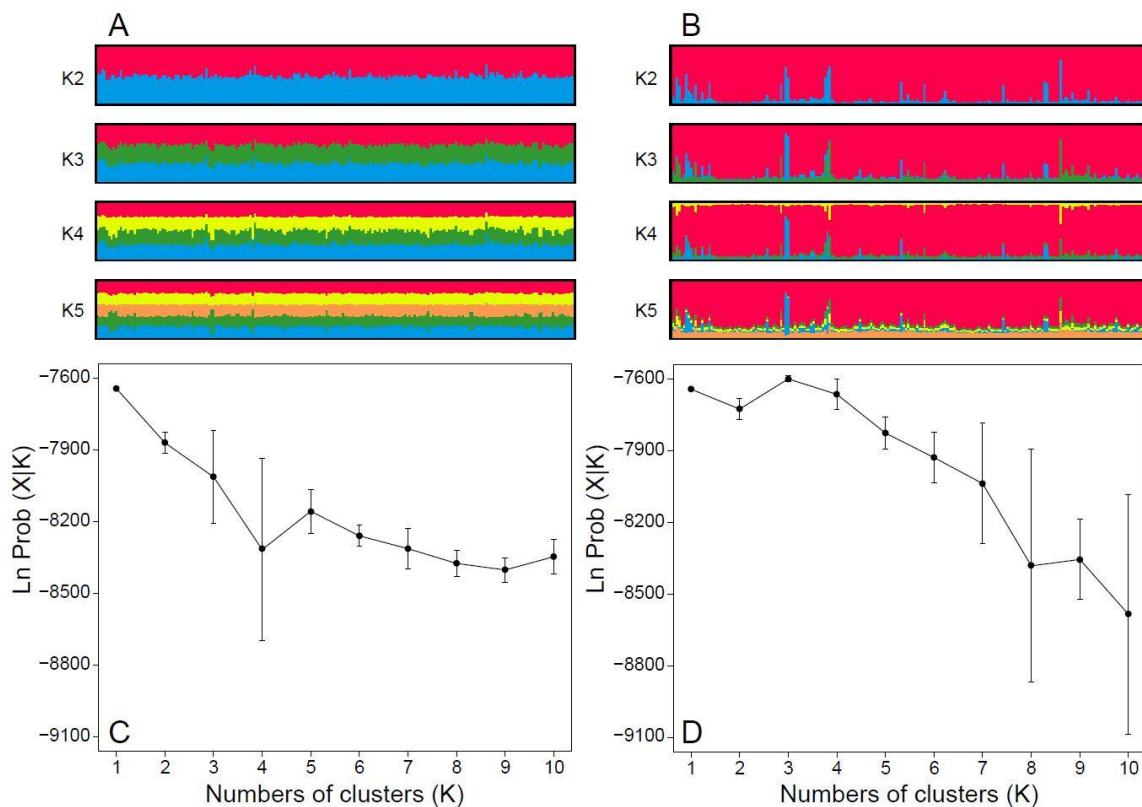 A
K2
K3
K4
K5
B
K2
K3
K4
K5
Ln Prob (X|K)
−7600
−7900
−8200
−8500
−8800
−9100
C
1 2 3 4 5 6 7 8 9 10
Numbers of clusters (K)
Ln Prob (X|K)
−7600
−7900
−8200
−8500
−8800
−9100
D
1 2 3 4 5 6 7 8 9 10
Numbers of clusters (K)